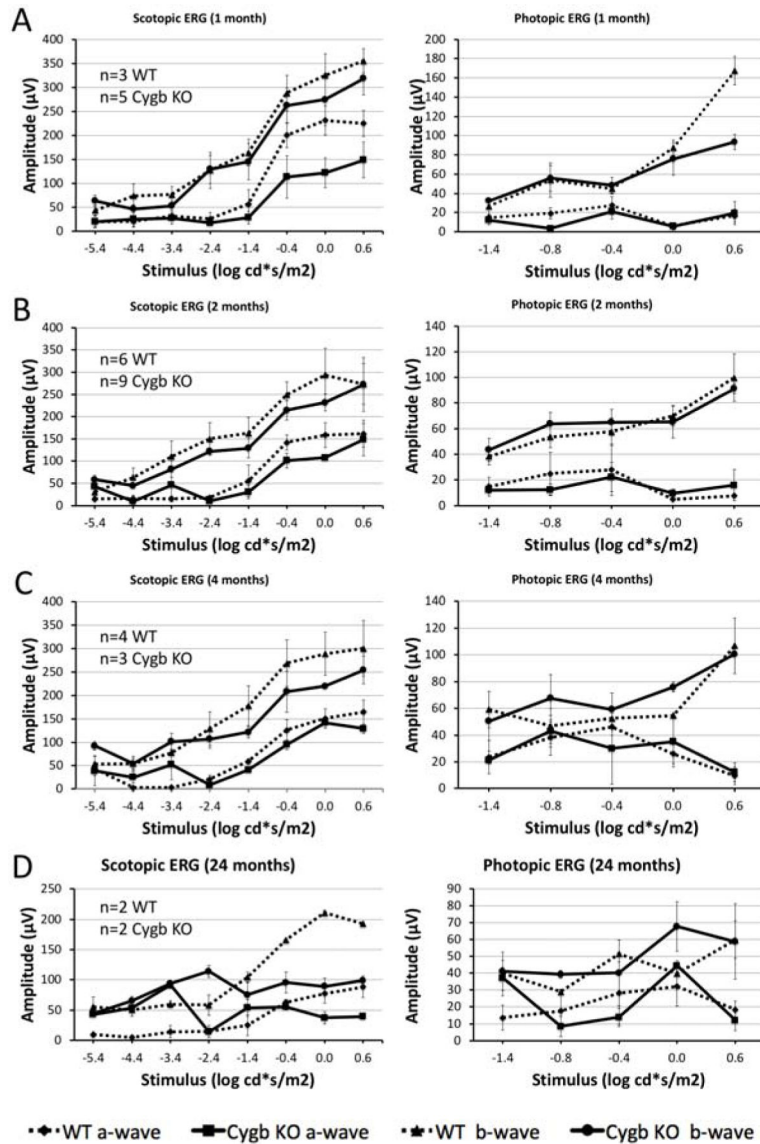 A
Scotopic ERG (1 month)
Amplitude (µV)
400
350
300
250
200
150
100
50
0
n=3 WT
n=5 Cygb KO
-5.4 -4.4 -3.4 -2.4 -1.4 -0.4 0.0 0.6
Stimulus (log cd*s/m2)
Photopic ERG (1 month)
Amplitude (µV)
200
180
160
140
120
100
80
60
40
20
0
-1.4 -0.8 -0.4 0.0 0.6
Stimulus (log cd*s/m2)
B
Scotopic ERG (2 months)
Amplitude (µV)
400
350
300
250
200
150
100
50
0
n=6 WT
n=9 Cygb KO
-5.4 -4.4 -3.4 -2.4 -1.4 -0.4 0.0 0.6
Stimulus (log cd*s/m2)
Photopic ERG (2 months)
Amplitude (µV)
140
120
100
80
60
40
20
0
-1.4 -0.8 -0.4 0.0 0.6
Stimulus (log cd*s/m2)
C
Scotopic ERG (4 months)
Amplitude (µV)
400
350
300
250
200
150
100
50
0
n=4 WT
n=3 Cygb KO
-5.4 -4.4 -3.4 -2.4 -1.4 -0.4 0.0 0.6
Stimulus (log cd*s/m2)
Photopic ERG (4 months)
Amplitude (µV)
140
120
100
80
60
40
20
0
-1.4 -0.8 -0.4 0.0 0.6
Stimulus (log cd*s/m2)
D
Scotopic ERG (24 months)
Amplitude (µV)
250
200
150
100
50
0
n=2 WT
n=2 Cygb KO
-5.4 -4.4 -3.4 -2.4 -1.4 -0.4 0.0 0.6
Stimulus (log cd*s/m2)
Photopic ERG (24 months)
Amplitude (µV)
90
80
70
60
50
40
30
20
10
0
-1.4 -0.8 -0.4 0.0 0.6
Stimulus (log cd*s/m2)
WT a-wave Cygb KO a-wave WT b-wave Cygb KO b-wave